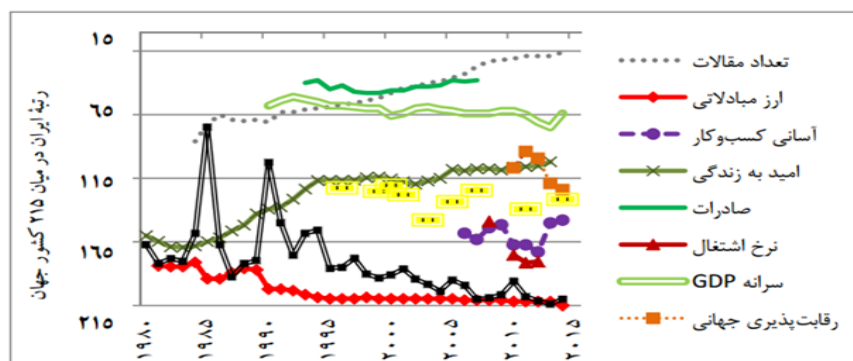 رتبهٔ ایران در میان ۲۱۵ کشور جهان
۱۵
۶۵
۱۱۵
۱۶۵
۲۱۵
۱۹۸۰
۱۹۸۵
۱۹۹۰
۱۹۹۵
۲۰۰۰
۲۰۰۵
۲۰۱۰
۲۰۱۵
تعداد مقالات
ارز مبادلاتی
آسانی کسب‌وکار
امید به زندگی
صادرات
نرخ اشتغال
GDP سرانه
رقابت‌پذیری جهانی